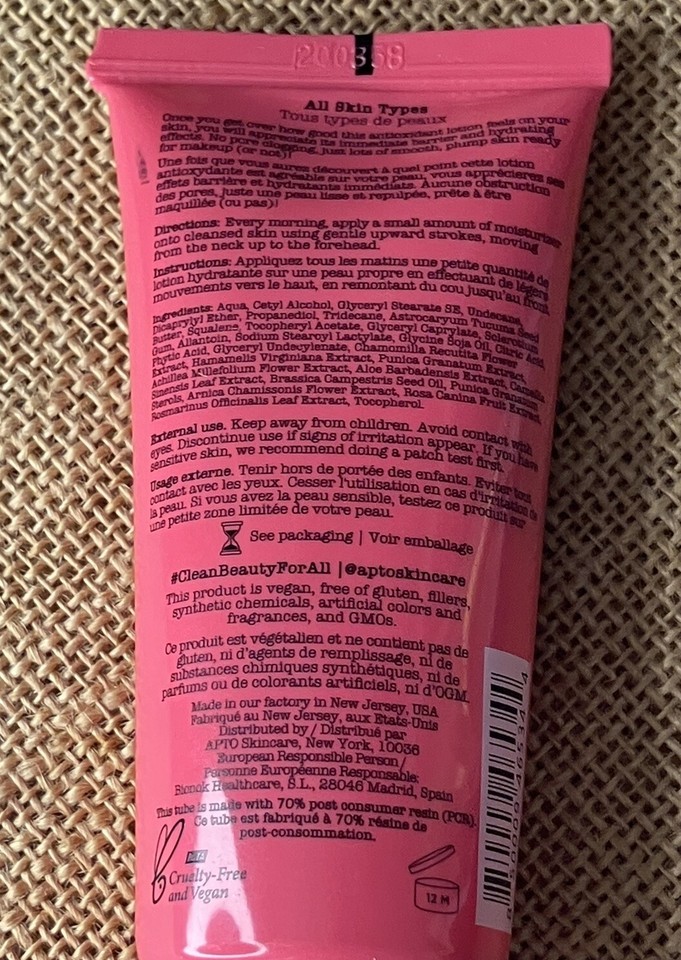 200358
All Skin Types
Tous types de peaux
Once you get over how good this antioxidant lotion feels on your
skin, you will appreciate its immediate barrier and hydrating
effects. No pore clogging, just lots of smooth, plump skin ready
for makeup (or not)!
Une fois que vous aurez découvert à quel point cette lotion
antioxydante est agréable sur votre peau, vous apprécierez ses
effets barrière et hydratants immédiats. Aucune obstruction
des pores, juste une peau lisse et repulpée, prête à être
maquillée (ou pas)!
Directions: Every morning, apply a small amount of moisturizer
onto cleansed skin using gentle upward strokes, moving
from the neck up to the forehead.
Instructions: Appliquez tous les matins une petite quantité de
lotion hydratante sur une peau propre en effectuant de légers
mouvements vers le haut, en remontant du cou jusqu'au front.
Ingredients: Aqua, Cetyl Alcohol, Glyceryl Stearate SE, Undecane,
Dicaprylyl Ether, Propanediol, Tridecane, Astrocaryum Tucuma Seed
Butter, Squalene, Tocopheryl Acetate, Glyceryl Caprylate, Sclerotium
Gum, Allantoin, Sodium Stearoyl Lactylate, Glycine Soja Oil, Citric Acid,
Phytic Acid, Glyceryl Undecylenate, Chamomilla Recutita Flower
Extract, Hamamelis Virginiana Extract, Punica Granatum Extract,
Achillea Millefolium Flower Extract, Aloe Barbadensis Extract, Camellia
Sinensis Leaf Extract, Brassica Campestris Seed Oil, Punica Granatum
Sterols, Arnica Chamissonis Flower Extract, Rosa Canina Fruit Extract,
Rosmarinus Officinalis Leaf Extract, Tocopherol.
External use. Keep away from children. Avoid contact with
eyes. Discontinue use if signs of irritation appear. If you have
sensitive skin, we recommend doing a patch test first.
Usage externe. Tenir hors de portée des enfants. Eviter tout
contact avec les yeux. Cesser l'utilisation en cas d'irritation de
la peau. Si vous avez la peau sensible, testez ce produit sur
une petite zone limitée de votre peau.
See packaging | Voir emballage
#CleanBeautyForAll | @aptoskincare
This product is vegan, free of gluten, fillers,
synthetic chemicals, artificial colors and
fragrances, and GMOs.
Ce produit est végétalien et ne contient pas de
gluten, ni d'agents de remplissage, ni de
substances chimiques synthétiques, ni de
parfums ou de colorants artificiels, ni d'OGM.
Made in our factory in New Jersey, USA
Fabriqué au New Jersey, aux Etats-Unis
Distributed by / Distribué par
APTO Skincare, New York, 10036
European Responsible Person/
Personne Européenne Responsable:
Bionak Healthcare, S.L., 28046 Madrid, Spain
This tube is made with 70% post consumer resin (PCR).
Ce tube est fabriqué à 70% résine de
post-consommation.
Cruelty-Free
and Vegan
12 M